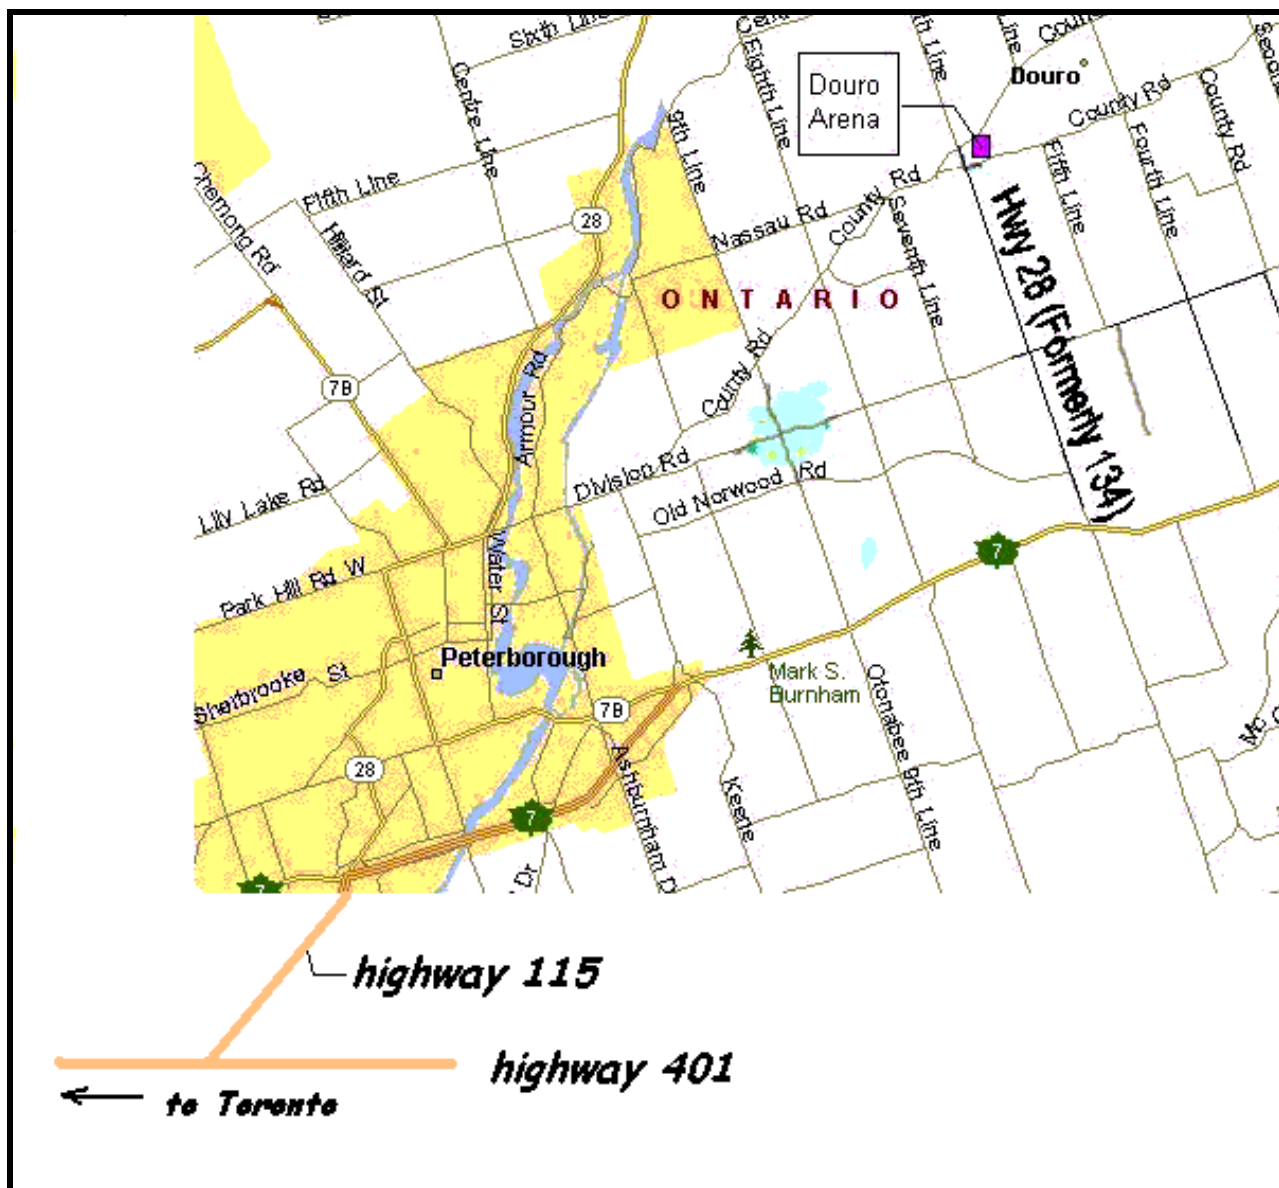 Sixth Line
Centre Line
Eighth Line
Douro
Arena
Douro
County Rd
County Rd
9th Line
Fifth Line
Fourth Line
Chemong Rd
Fifth Line
Hilliard St
28
Nassau Rd
County Rd
Seventh Line
Hwy 28 (Formerly 134)
ONTARIO
7B
Armour Rd
County Rd
Lily Lake Rd
Division Rd
Old Norwood Rd
7
Park Hill Rd W
Water St
Peterborough
Sherbrooke St
Mark S.
Burnham
7B
28
Otonabee 9th Line
Ashburnham D
Keene
7
7
Dr
highway 115
highway 401
to Toronto